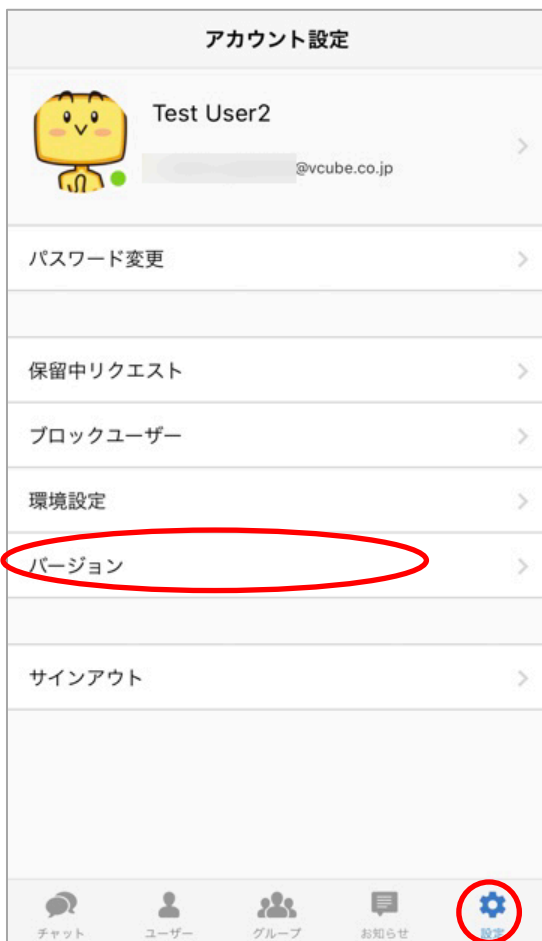 アカウント設定
Test User2
@vcube.co.jp
パスワード変更
保留中リクエスト
ブロックユーザー
環境設定
バージョン
サインアウト
チャット ユーザー グループ お知らせ 設定